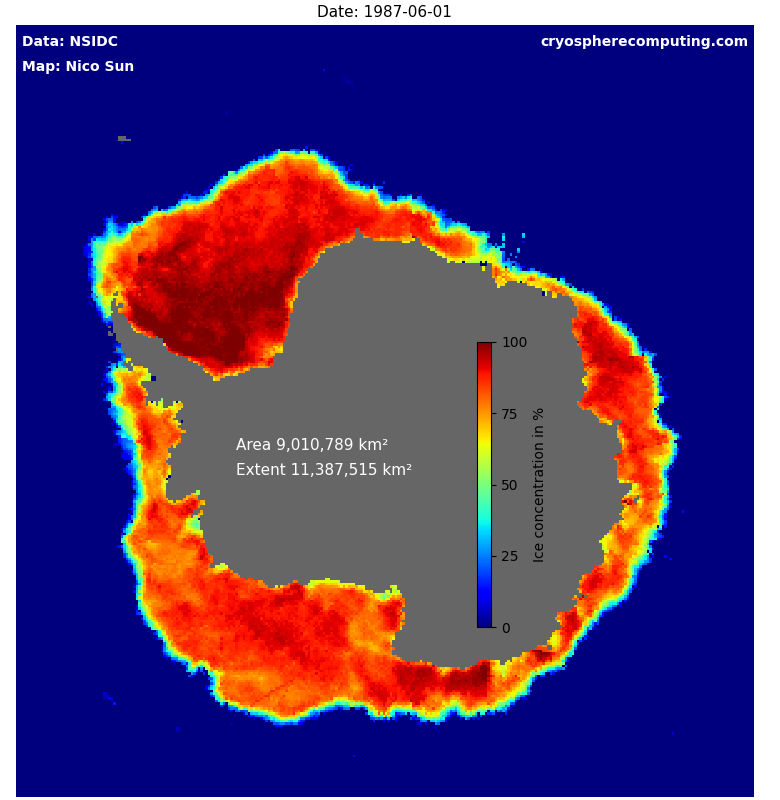 Date: 1987-06-01
Data: NSIDC
cryospherecomputing.com
Map: Nico Sun
100
75
50
25
0
Ice concentration in %
Area 9,010,789 km²
Extent 11,387,515 km²